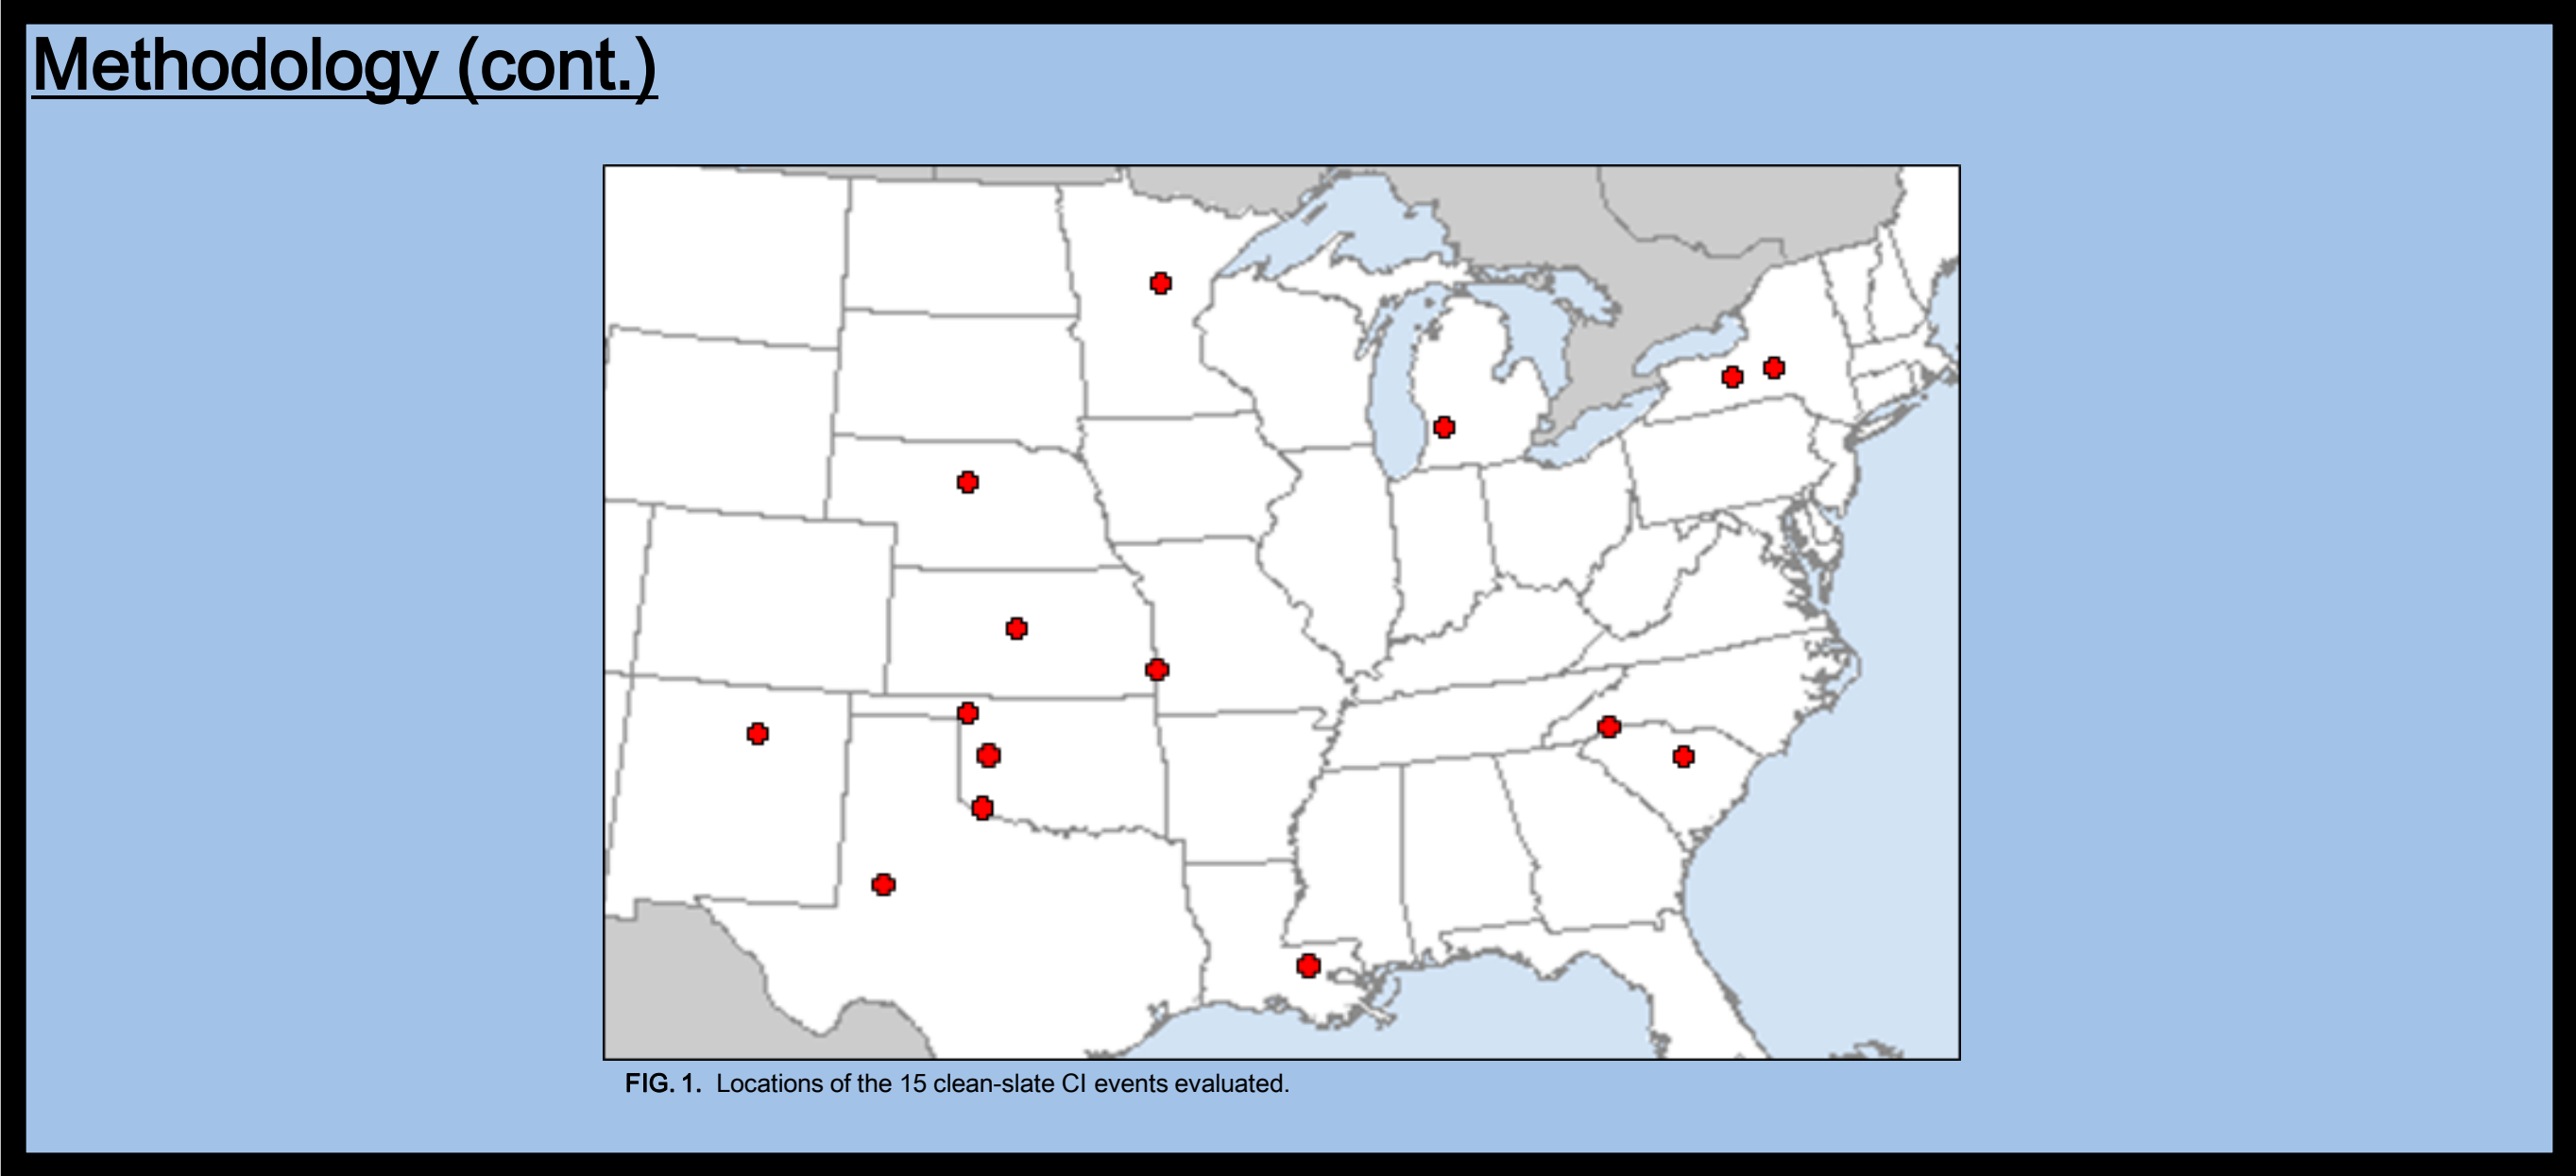 Methodology (cont.)
FIG. 1. Locations of the 15 clean-slate CI events evaluated.